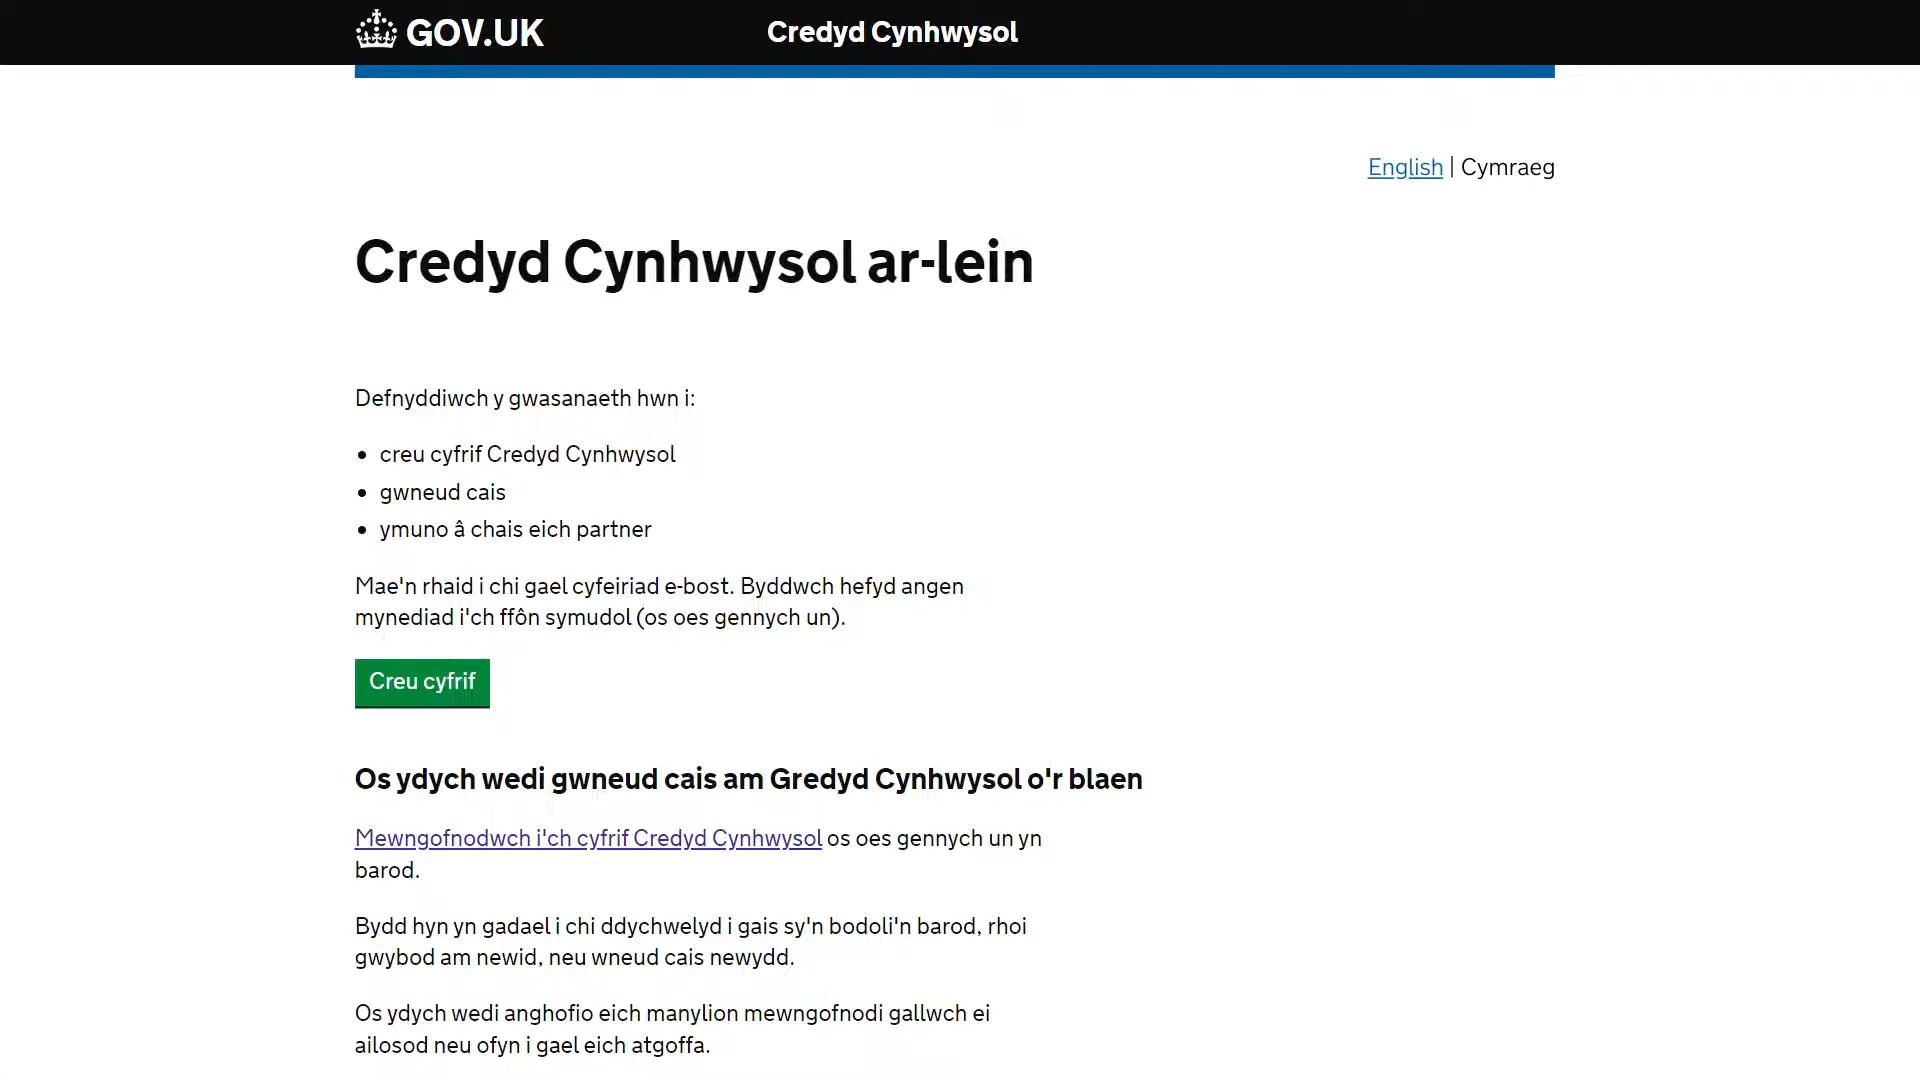 GOV.UK
Credyd Cynhwysol
English | Cymraeg
Credyd Cynhwysol ar-lein
Defnyddiwch y gwasanaeth hwn i:
• creu cyfrif Credyd Cynhwysol
• gwneud cais
• ymuno â chais eich partner
Mae'n rhaid i chi gael cyfeiriad e-bost. Byddwch hefyd angen
mynediad i'ch ffôn symudol (os oes gennych un).
Creu cyfrif
Os ydych wedi gwneud cais am Gredyd Cynhwysol o'r blaen
Mewngofnodwch i'ch cyfrif Credyd Cynhwysol os oes gennych un yn
barod.
Bydd hyn yn gadael i chi ddychwelyd i gais sy'n bodoli'n barod, rhoi
gwybod am newid, neu wneud cais newydd.
Os ydych wedi anghofio eich manylion mewngofnodi gallwch ei
ailosod neu ofyn i gael eich atgoffa.